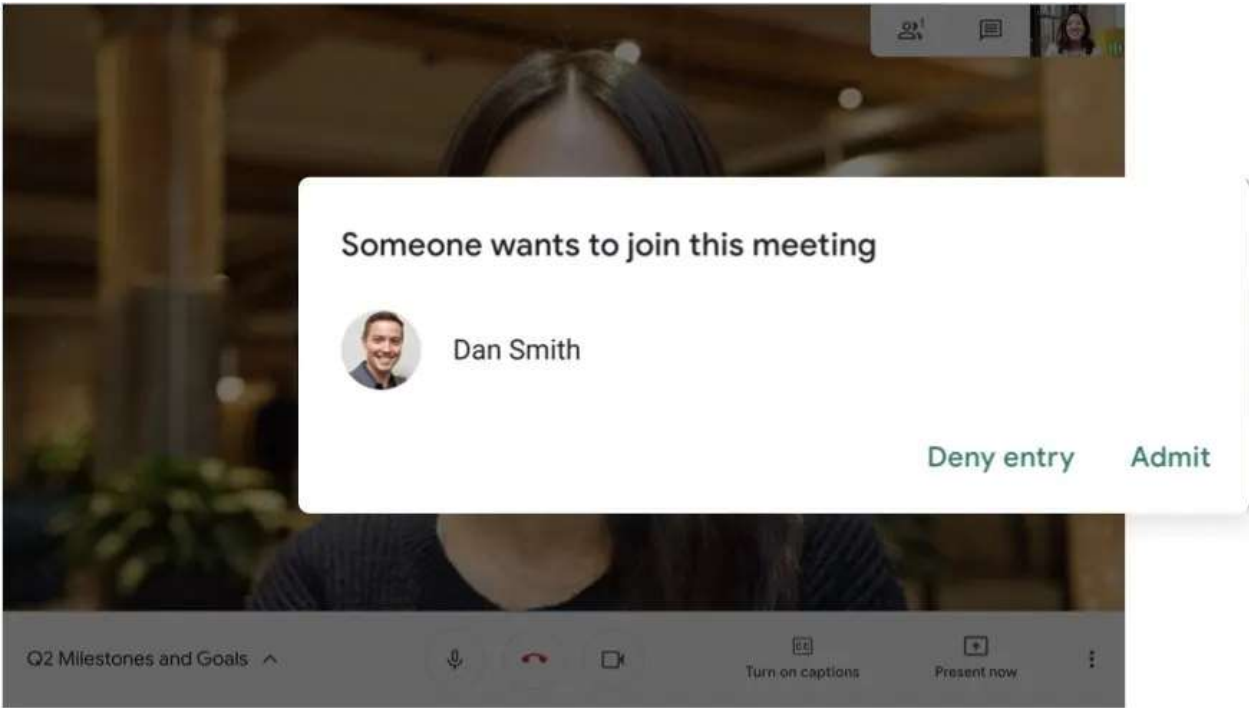 1
Someone wants to join this meeting
Dan Smith
Deny entry Admit
Q2 Milestones and Goals
Turn on captions
Present now